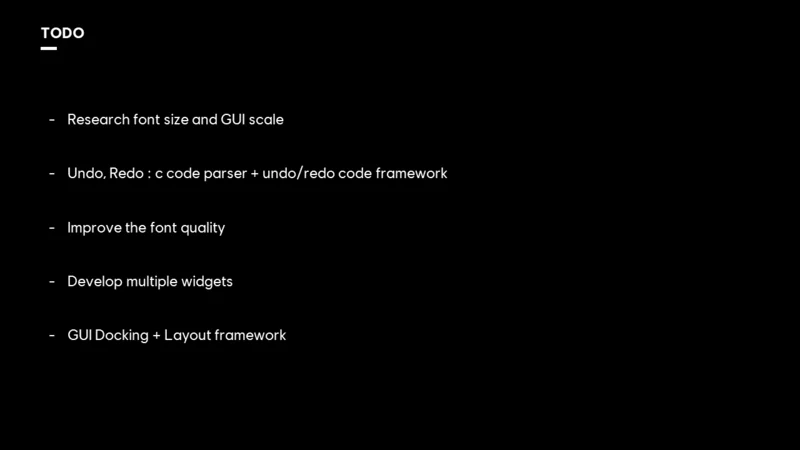 TODO
- Research font size and GUI scale
- Undo, Redo : c code parser + undo/redo code framework
- Improve the font quality
- Develop multiple widgets
- GUI Docking + Layout framework